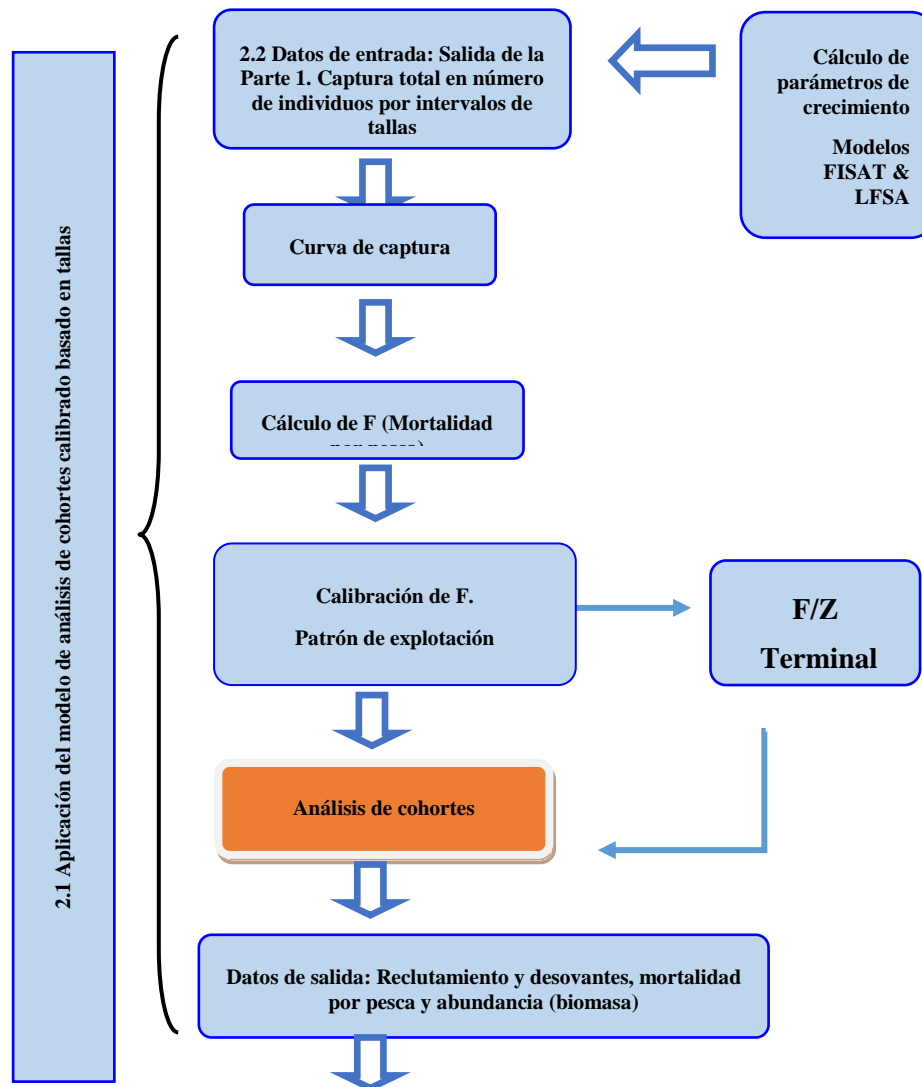 2.1 Aplicación del modelo de análisis de cohortes calibrado basado en tallas
2.2 Datos de entrada: Salida de la
Parte 1. Captura total en número
de individuos por intervalos de
tallas
Cálculo de
parámetros de
crecimiento
Modelos
FISAT &
LFSA
Curva de captura
Cálculo de F (Mortalidad
Calibración de F.
Patrón de explotación
F/Z
Terminal
Análisis de cohortes
Datos de salida: Reclutamiento y desovantes, mortalidad
por pesca y abundancia (biomasa)